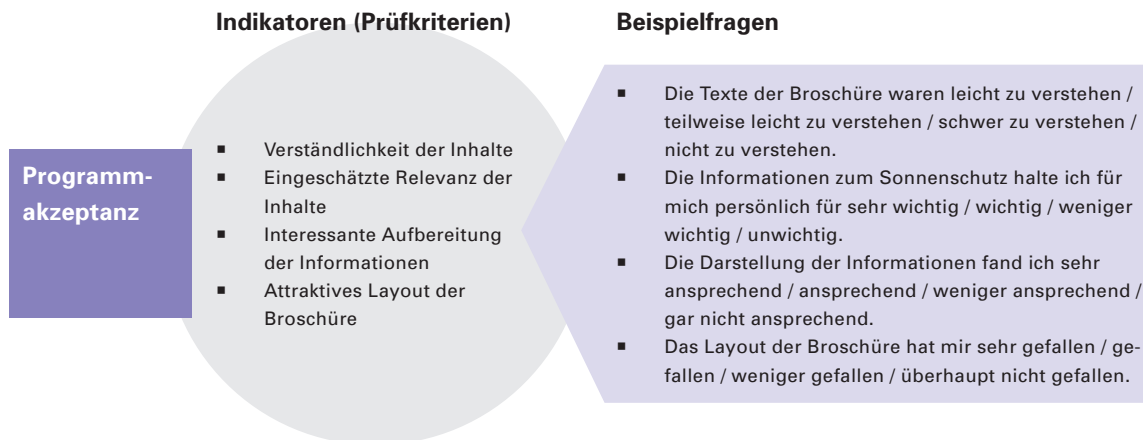 Indikatoren (Prüfkriterien)
Beispielfragen
Programm-
akzeptanz
▪ Verständlichkeit der Inhalte
▪ Eingeschätzte Relevanz der
Inhalte
▪ Interessante Aufbereitung
der Informationen
▪ Attraktives Layout der
Broschüre
▪ Die Texte der Broschüre waren leicht zu verstehen /
teilweise leicht zu verstehen / schwer zu verstehen /
nicht zu verstehen.
▪ Die Informationen zum Sonnenschutz halte ich für
mich persönlich für sehr wichtig / wichtig / weniger
wichtig / unwichtig.
▪ Die Darstellung der Informationen fand ich sehr
ansprechend / ansprechend / weniger ansprechend /
gar nicht ansprechend.
▪ Das Layout der Broschüre hat mir sehr gefallen / ge-
fallen / weniger gefallen / überhaupt nicht gefallen.